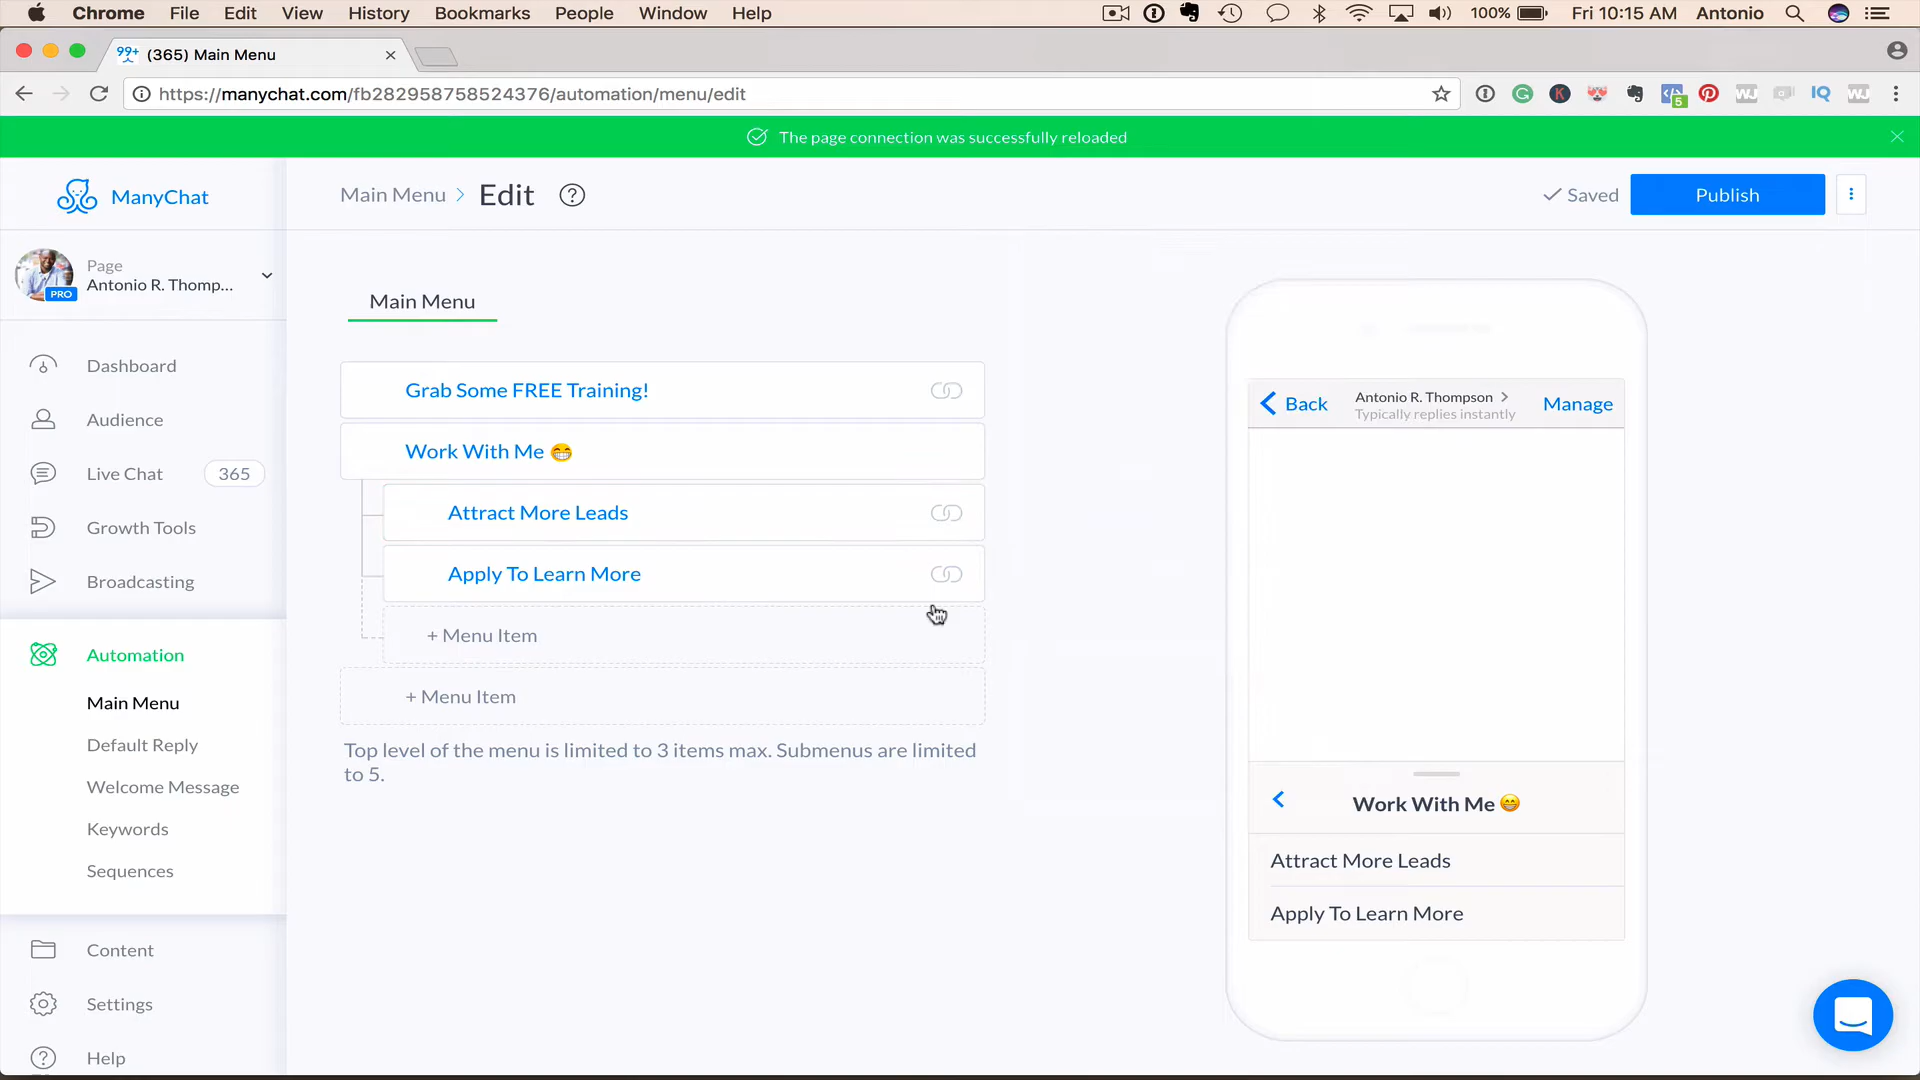 Chrome File Edit View History Bookmarks People Window Help 100% Fri 10:15 AM Antonio
99+ (365) Main Menu
https://manychat.com/fb282958758524376/automation/menu/edit 5 IQ
The page connection was successfully reloaded
ManyChat
Main Menu > Edit ?
Saved
Publish
Page
Antonio R. Thomp...
PRO
Dashboard
Audience
Live Chat 365
Growth Tools
Broadcasting
Automation
Main Menu
Default Reply
Welcome Message
Keywords
Sequences
Content
Settings
Help
Main Menu
Grab Some FREE Training!
Work With Me 😁
Attract More Leads
Apply To Learn More
+ Menu Item
+ Menu Item
Top level of the menu is limited to 3 items max. Submenus are limited
to 5.
Back Antonio R. Thompson > Manage
Typically replies instantly
Work With Me 😁
Attract More Leads
Apply To Learn More